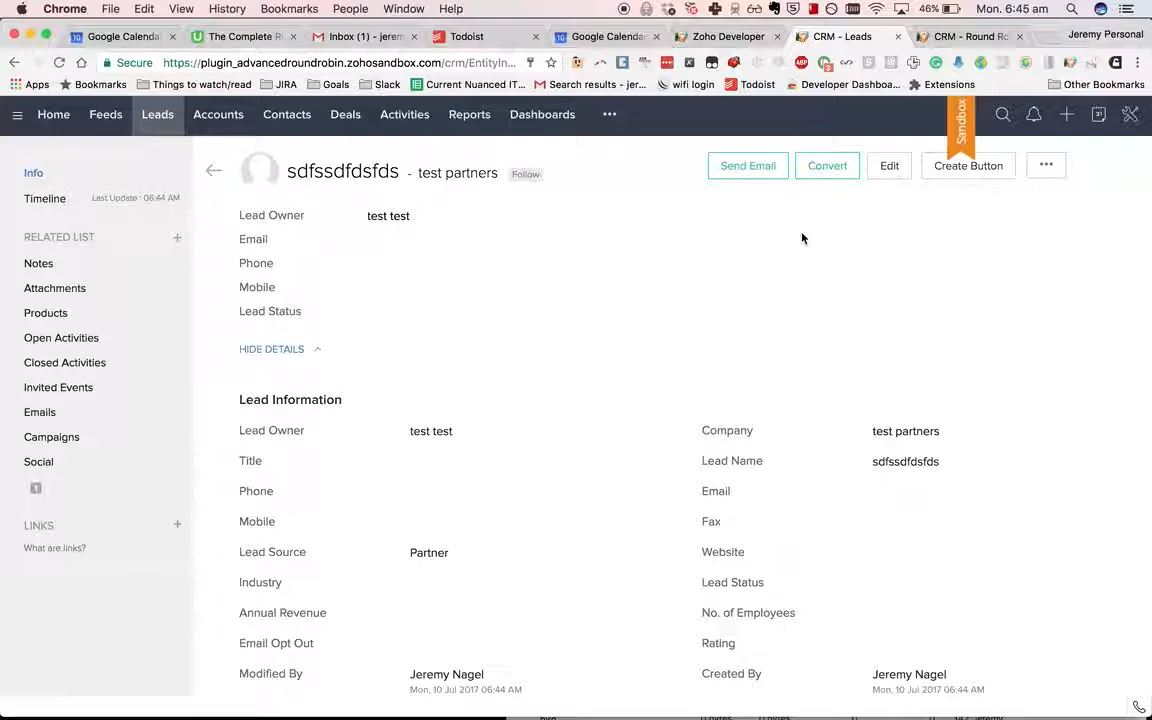 Chrome File Edit View History Bookmarks People Window Help 46% Mon. 6:45 am
Google Calenda The Complete Ru Inbox (1) - jerem Todoist Google Calenda Zoho Developer CRM - Leads CRM - Round Ro Jeremy Personal
Secure https://plugin_advancedroundrobin.zohosandbox.com/crm/EntityIn...
Apps Bookmarks Things to watch/read JIRA Goals Slack Current Nuanced IT... Search results - jer... wifi login Todoist Developer Dashboa... Extensions Other Bookmarks
Home Feeds Leads Accounts Contacts Deals Activities Reports Dashboards •••
Sandbox
Info
Timeline Last Update : 06:44 AM
RELATED LIST +
Notes
Attachments
Products
Open Activities
Closed Activities
Invited Events
Emails
Campaigns
Social
LINKS +
What are links?
sdfssdfdsfds - test partners Follow
Send Email Convert Edit Create Button •••
Lead Owner test test
Email
Phone
Mobile
Lead Status
HIDE DETAILS
Lead Information
Lead Owner test test Company test partners
Title Lead Name sdfssdfdsfds
Phone Email
Mobile Fax
Lead Source Partner Website
Industry Lead Status
Annual Revenue No. of Employees
Email Opt Out Rating
Modified By Jeremy Nagel Created By Jeremy Nagel
Mon, 10 Jul 2017 06:44 AM Mon, 10 Jul 2017 06:44 AM